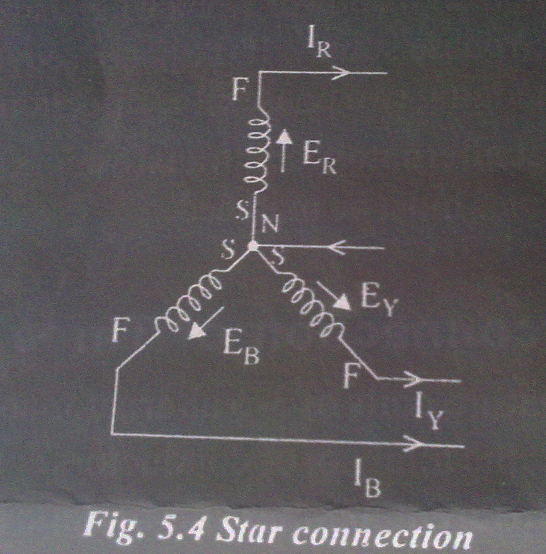 I_R
F
E_R
S
N
S
S
E_Y
F
E_B
F
I_Y
I_B
Fig. 5.4 Star connection